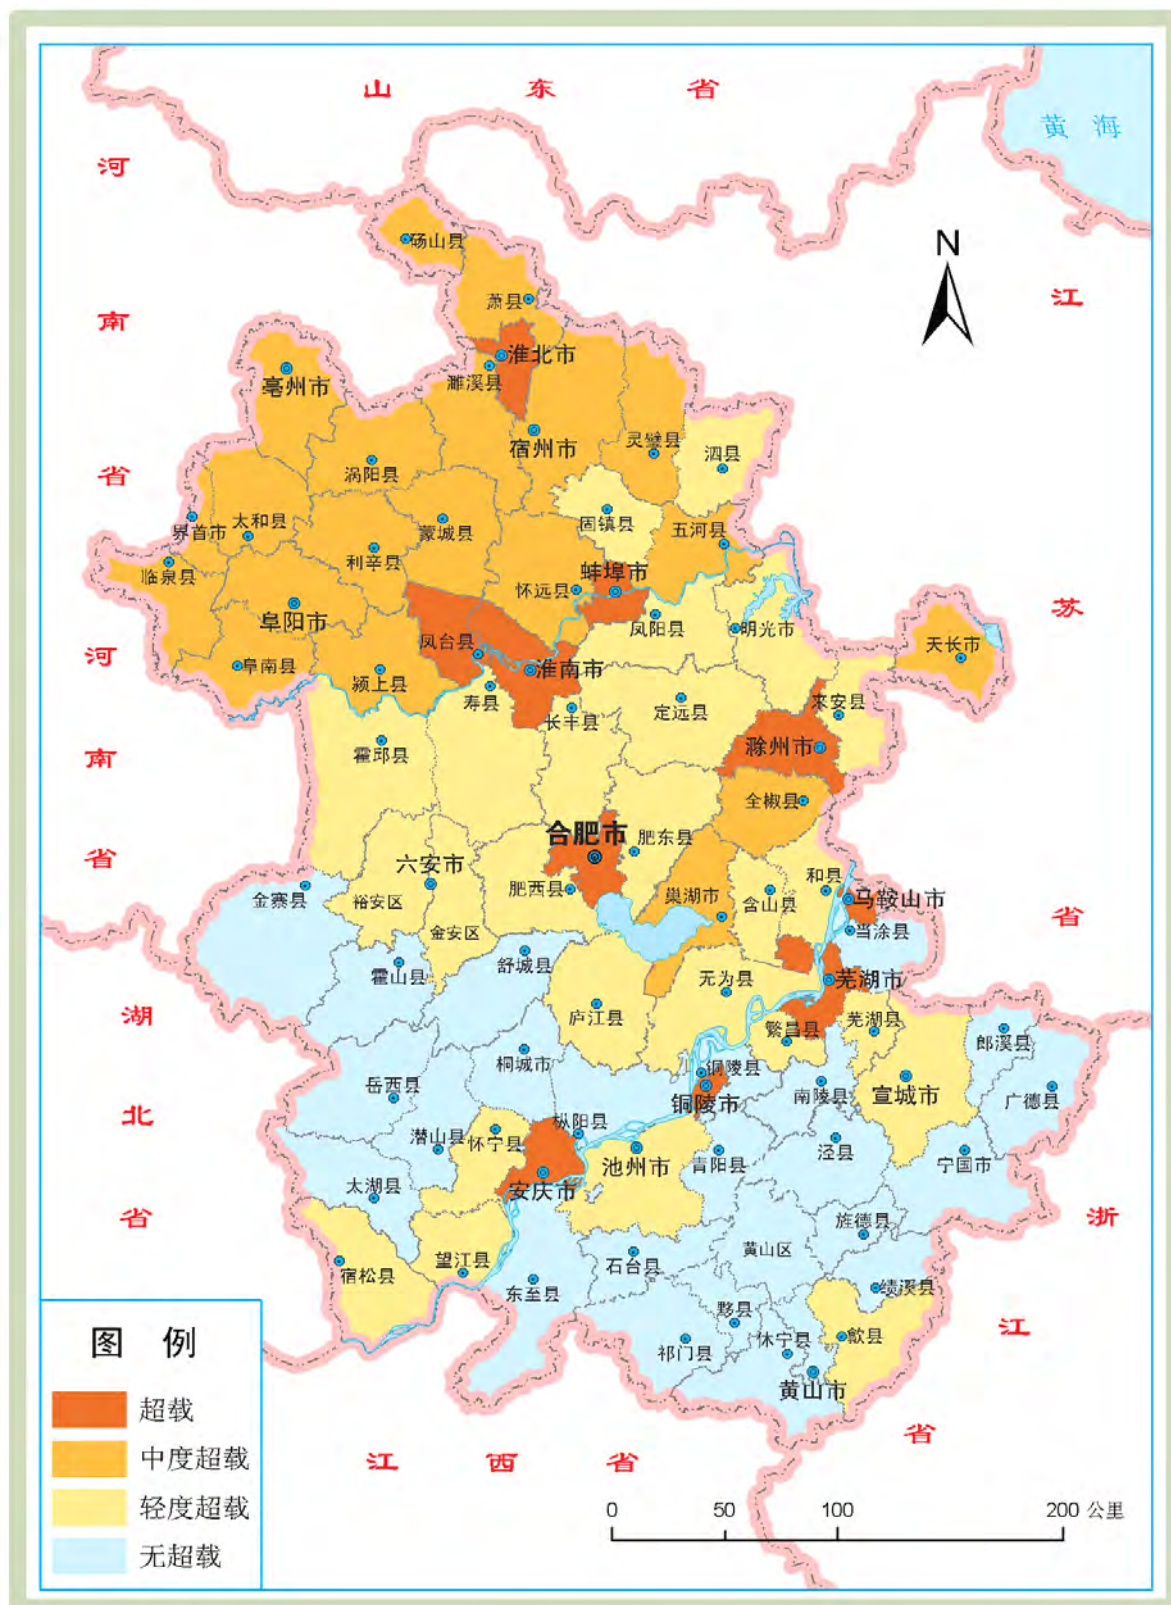 山东省
黄海
河南省
河南省
江苏省
N
砀山县
萧县
淮北市
濉溪县
亳州市
宿州市
灵璧县
泗县
涡阳县
界首市
太和县
蒙城县
固镇县
五河县
利辛县
临泉县
怀远县
蚌埠市
阜阳市
凤阳县
明光市
凤台县
天长市
阜南县
颍上县
淮南市
寿县
长丰县
定远县
来安县
霍邱县
滁州市
全椒县
合肥市
肥东县
六安市
金寨县
裕安区
肥西县
巢湖市
含山县
和县
马鞍山市
当涂县
金安区
舒城县
霍山县
无为县
芜湖市
庐江县
繁昌县
芜湖县
郎溪县
桐城市
铜陵县
岳西县
铜陵市
南陵县
宣城市
广德县
枞阳县
潜山县
怀宁县
池州市
青阳县
泾县
宁国市
太湖县
安庆市
旌德县
黄山区
宿松县
望江县
石台县
东至县
绩溪县
黟县
祁门县
休宁县
歙县
黄山市
湖北省
浙江省
江西省
图例
超载
中度超载
轻度超载
无超载
0 50 100 200 公里